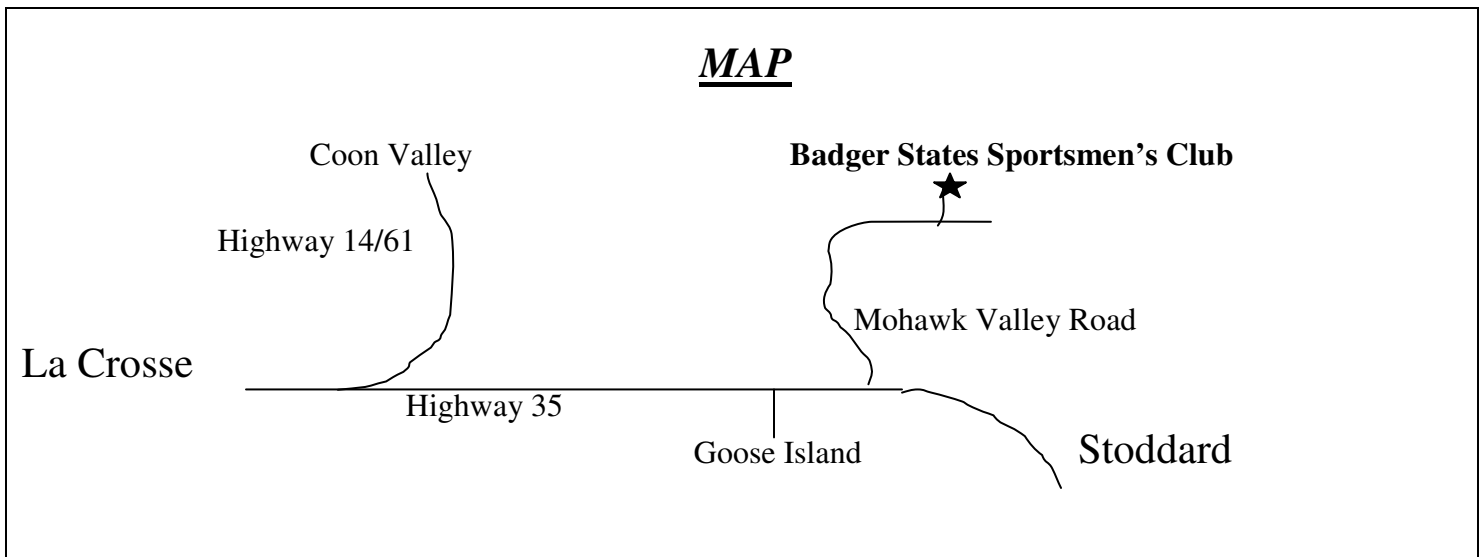 MAP
Coon Valley
Badger States Sportsmen’s Club
Highway 14/61
Mohawk Valley Road
La Crosse
Highway 35
Goose Island
Stoddard